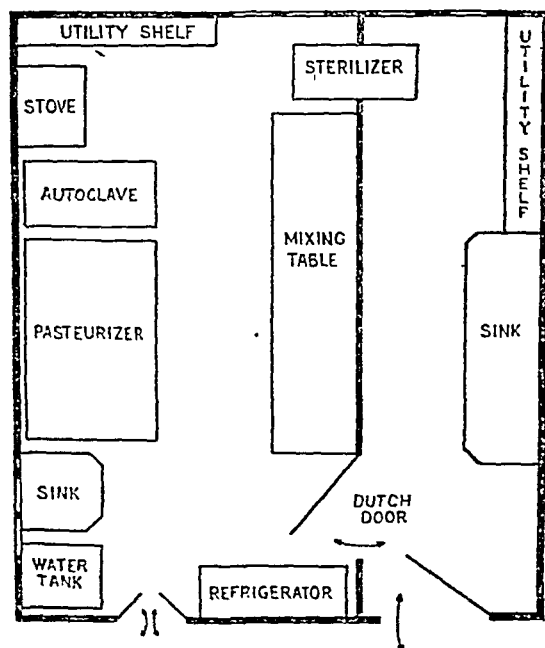 UTILITY SHELF
STERILIZER
UTILITY SHELF
STOVE
AUTOCLAVE
MIXING
TABLE
PASTEURIZER
SINK
SINK
DUTCH
DOOR
WATER
TANK
REFRIGERATOR